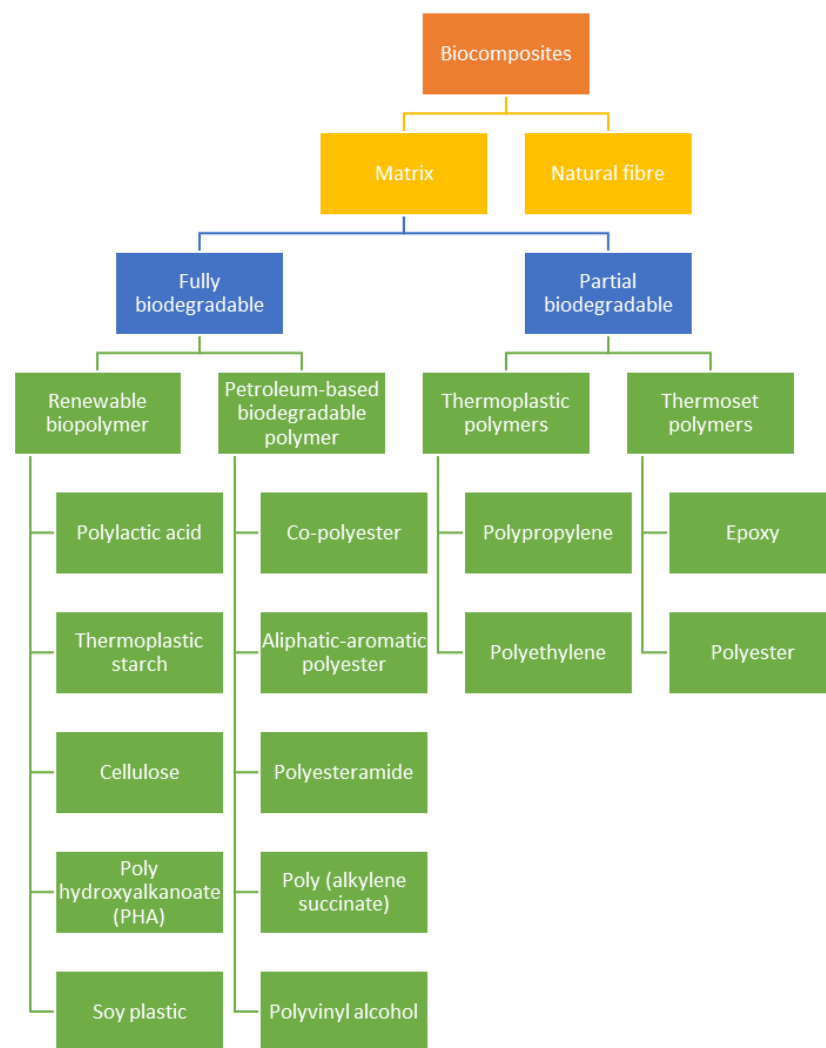 Biocomposites
Matrix
Natural fibre
Fully
biodegradable
Partial
biodegradable
Renewable
biopolymer
Petroleum-based
biodegradable
polymer
Thermoplastic
polymers
Thermoset
polymers
Polylactic acid
Co-polyester
Polypropylene
Epoxy
Thermoplastic
starch
Aliphatic-aromatic
polyester
Polyethylene
Polyester
Cellulose
Polyesteramide
Poly
hydroxyalkanoate
(PHA)
Poly (alkylene
succinate)
Soy plastic
Polyvinyl alcohol